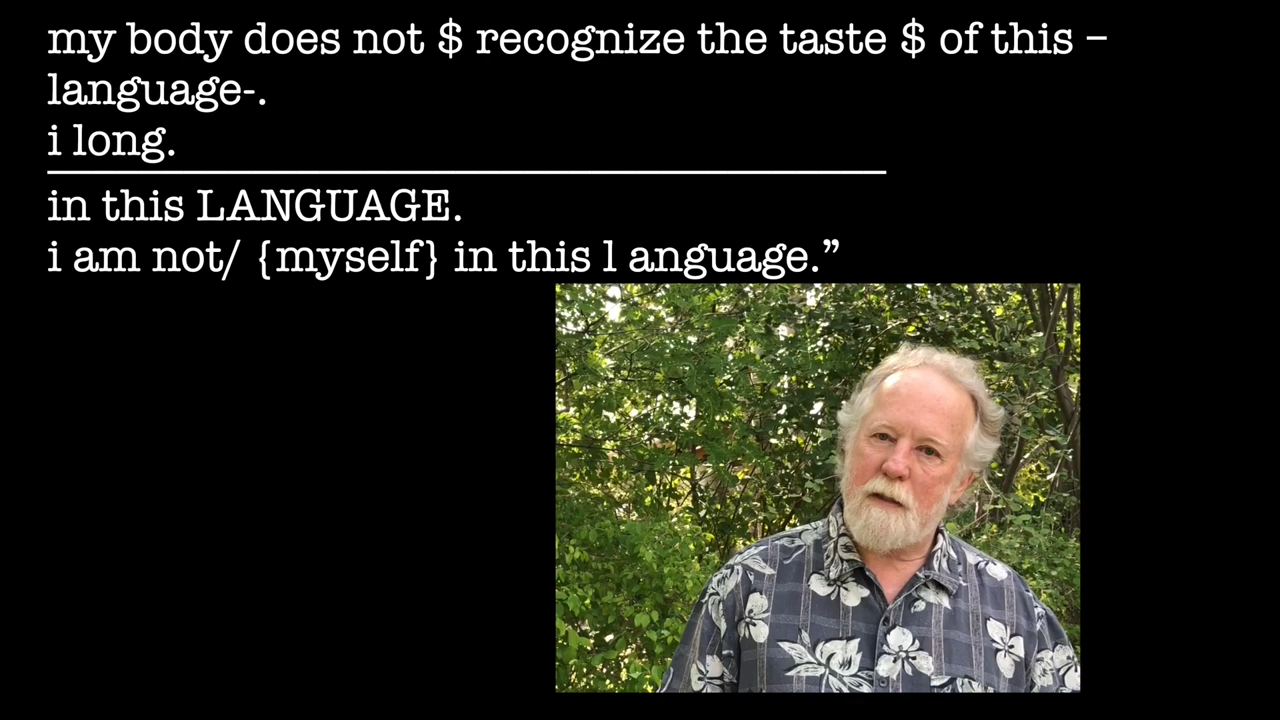 my body does not $ recognize the taste $ of this –
language-.
i long.
in this LANGUAGE.
i am not/ {myself} in this l anguage.”